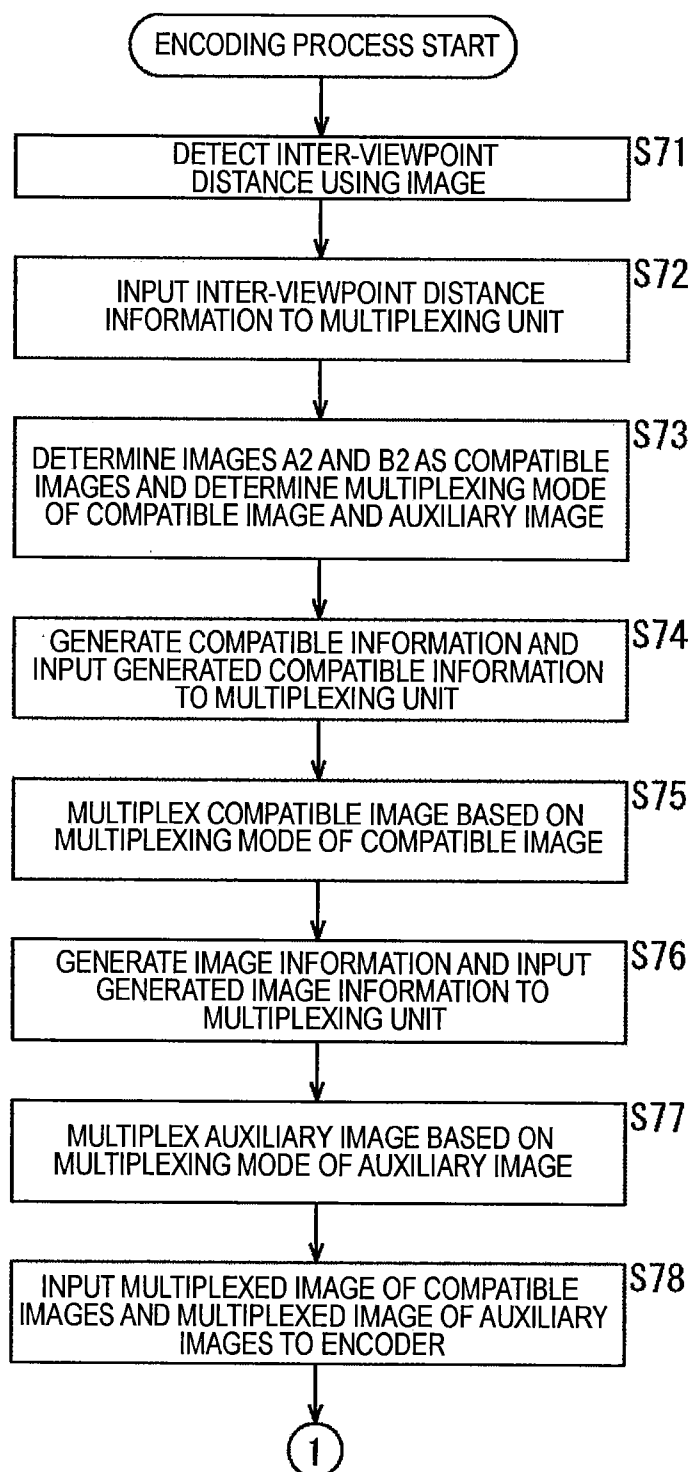 ENCODING PROCESS START
S71
DETECT INTER-VIEWPOINT
DISTANCE USING IMAGE
S72
INPUT INTER-VIEWPOINT DISTANCE
INFORMATION TO MULTIPLEXING UNIT
S73
DETERMINE IMAGES A2 AND B2 AS COMPATIBLE
IMAGES AND DETERMINE MULTIPLEXING MODE
OF COMPATIBLE IMAGE AND AUXILIARY IMAGE
S74
GENERATE COMPATIBLE INFORMATION AND
INPUT GENERATED COMPATIBLE INFORMATION
TO MULTIPLEXING UNIT
S75
MULTIPLEX COMPATIBLE IMAGE BASED ON
MULTIPLEXING MODE OF COMPATIBLE IMAGE
S76
GENERATE IMAGE INFORMATION AND INPUT
GENERATED IMAGE INFORMATION TO
MULTIPLEXING UNIT
S77
MULTIPLEX AUXILIARY IMAGE BASED ON
MULTIPLEXING MODE OF AUXILIARY IMAGE
S78
INPUT MULTIPLEXED IMAGE OF COMPATIBLE
IMAGES AND MULTIPLEXED IMAGE OF AUXILIARY
IMAGES TO ENCODER
1